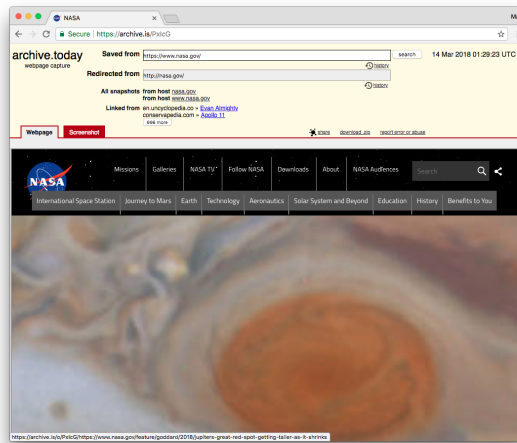 NASA
Ma
Secure | https://archive.is/PxIcG
archive.today
webpage capture
Saved from https://www.nasa.gov/ search 14 Mar 2018 01:29:23 UTC
history
Redirected from http://nasa.gov/
history
All snapshots from host nasa.gov
from host www.nasa.gov
Linked from en.uncyclopedia.co » Evan Almighty
conservapedia.com » Apollo 11
996 more
Webpage Screenshot share download .zip report error or abuse
NASA Missions Galleries NASA TV Follow NASA Downloads About NASA Audiences Search
International Space Station Journey to Mars Earth Technology Aeronautics Solar System and Beyond Education History Benefits to You
https://archive.is/o/PxIcG/https://www.nasa.gov/feature/goddard/2018/jupiters-great-red-spot-getting-taller-as-it-shrinks